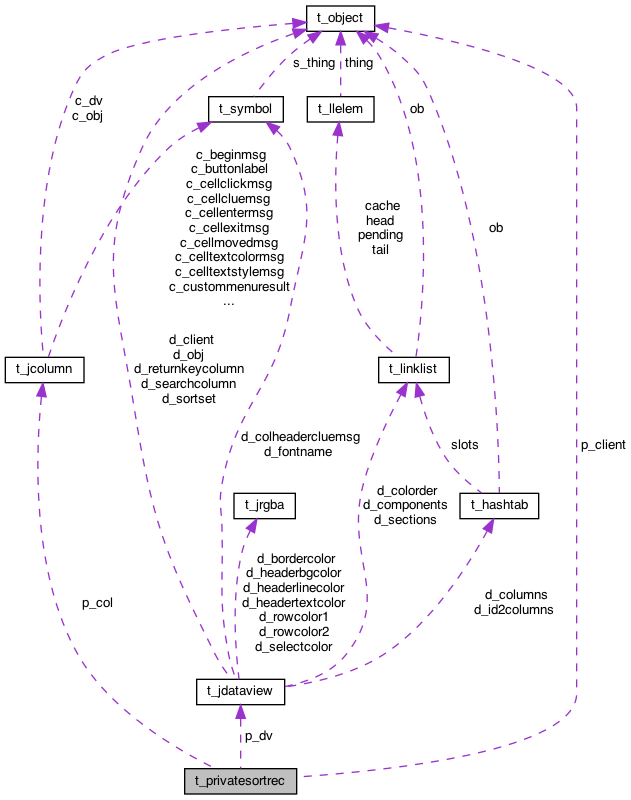 t_object
s_thing
thing
c_dv
c_obj
t_symbol
t_llelem
ob
c_beginmsg
c_buttonlabel
c_cellclickmsg
c_cellcluemsg
c_cellentermsg
c_cellexitmsg
c_cellmovedmsg
c_celltextcolormsg
c_celltextstylemsg
c_custommenuresult
...
cache
head
pending
tail
ob
d_client
d_obj
d_returnkeycolumn
d_searchcolumn
d_sortset
t_jcolumn
t_linklist
d_colheadercluemsg
d_fontname
slots
p_client
t_jrgba
d_colorder
d_components
d_sections
t_hashtab
d_bordercolor
d_headerbgcolor
d_headerlinecolor
d_headertextcolor
d_rowcolor1
d_rowcolor2
d_selectcolor
d_columns
d_id2columns
p_col
t_jdataview
p_dv
t_privatesortrec